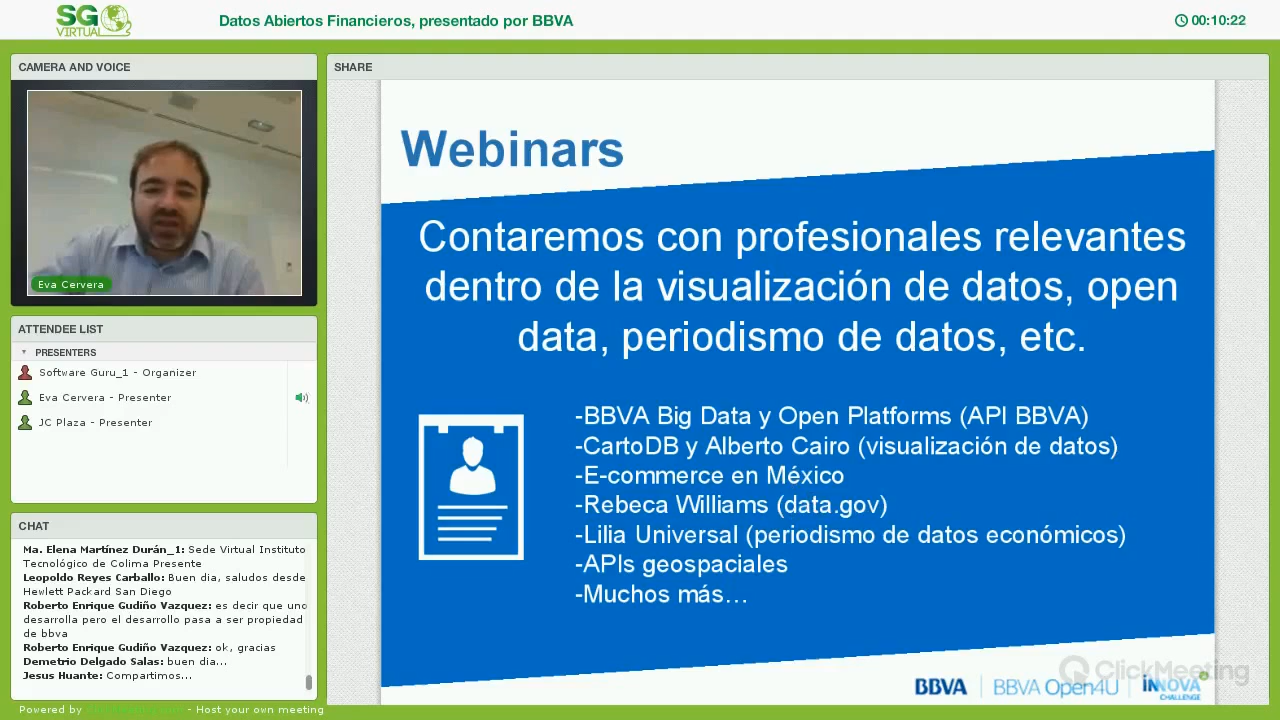 SG
VIRTUAL
Datos Abiertos Financieros, presentado por BBVA
00:10:22
CAMERA AND VOICE
Eva Cervera
ATTENDEE LIST
PRESENTERS
Software Guru_1 - Organizer
Eva Cervera - Presenter
JC Plaza - Presenter
CHAT
Ma. Elena Martínez Durán_1: Sede Virtual Instituto
Tecnológico de Colima Presente
Leopoldo Reyes Carballo: Buen dia, saludos desde
Hewlett Packard San Diego
Roberto Enrique Gudiño Vazquez: es decir que uno
desarrolla pero el desarrollo pasa a ser propiedad
de bbva
Roberto Enrique Gudiño Vazquez: ok, gracias
Demetrio Delgado Salas: buen dia...
Jesus Huante: Compartimos...
Powered by - Host your own meeting
SHARE
Webinars
Contaremos con profesionales relevantes
dentro de la visualización de datos, open
data, periodismo de datos, etc.
-BBVA Big Data y Open Platforms (API BBVA)
-CartoDB y Alberto Cairo (visualización de datos)
-E-commerce en México
-Rebeca Williams (data.gov)
-Lilia Universal (periodismo de datos económicos)
-APIs geospaciales
-Muchos más...
ClickMeeting
BBVA
BBVA Open4U
INNOVA
CHALLENGE